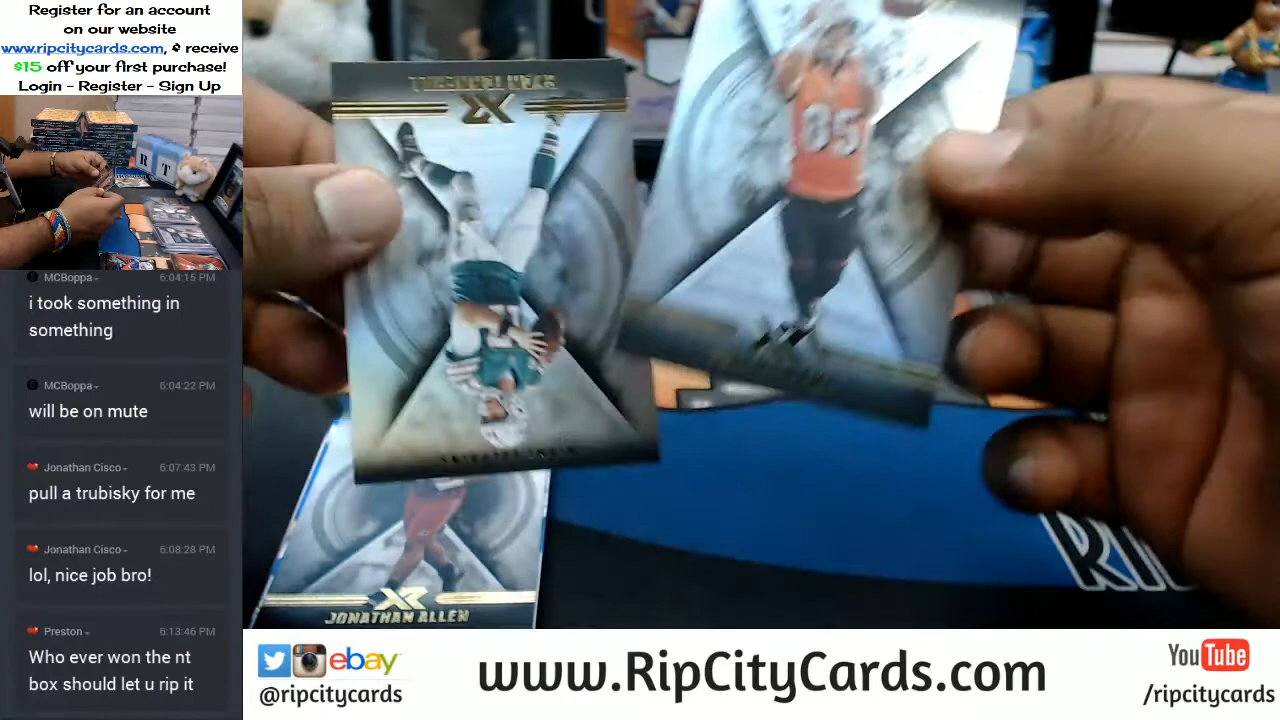 Register for an account
on our website
www.ripcitycards.com, & receive
$15 off your first purchase!
Login - Register - Sign Up
R T
MCBoppa 6:04:15 PM
i took something in
something
MCBoppa 6:04:22 PM
will be on mute
Jonathan Cisco 6:07:43 PM
pull a trubisky for me
Jonathan Cisco 6:08:28 PM
lol, nice job bro!
Preston 6:13:46 PM
Who ever won the nt
box should let u rip it
RYAN TANNEHILL
XR
85
XR
JONATHAN ALLEN
ebay
@ripcitycards
www.RipCityCards.com
YouTube
/ripcitycards